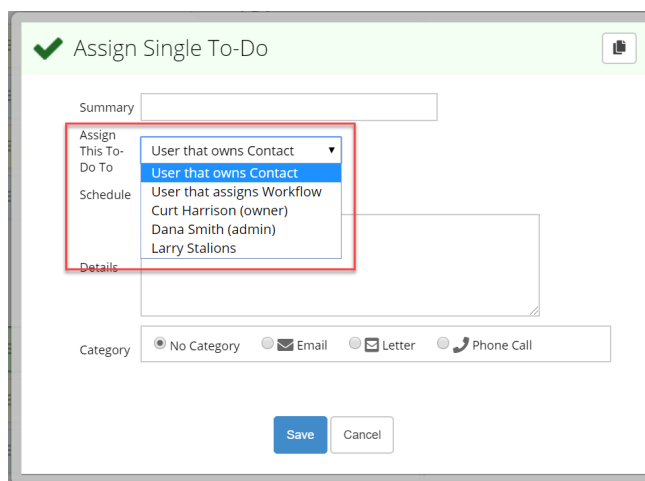 Assign Single To-Do
Summary
Assign
This To-
Do To
User that owns Contact
User that owns Contact
User that assigns Workflow
Curt Harrison (owner)
Dana Smith (admin)
Larry Stalions
Schedule
Details
Category
No Category
Email
Letter
Phone Call
Save
Cancel